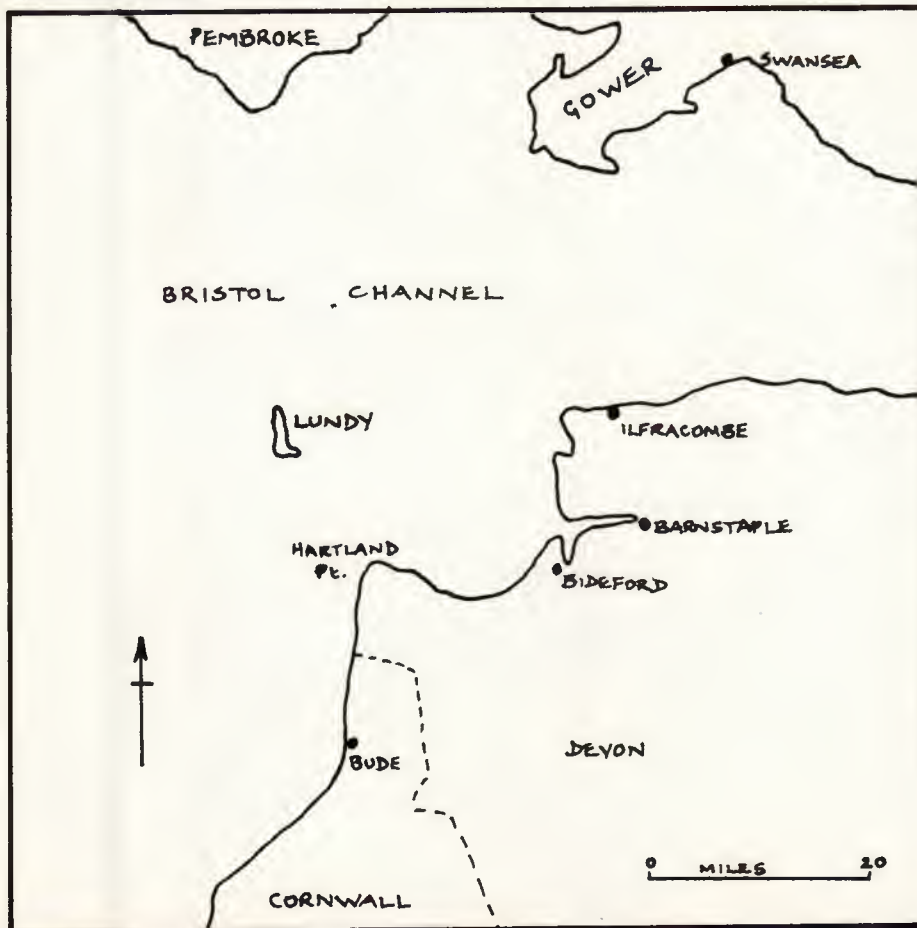 PEMBROKE
SWANSEA
GOWER
BRISTOL CHANNEL
LUNDY
ILFRACOMBE
BARNSTAPLE
HARTLAND
Pt.
BIDEFORD
BUDE
DEVON
0 MILES 20
CORNWALL